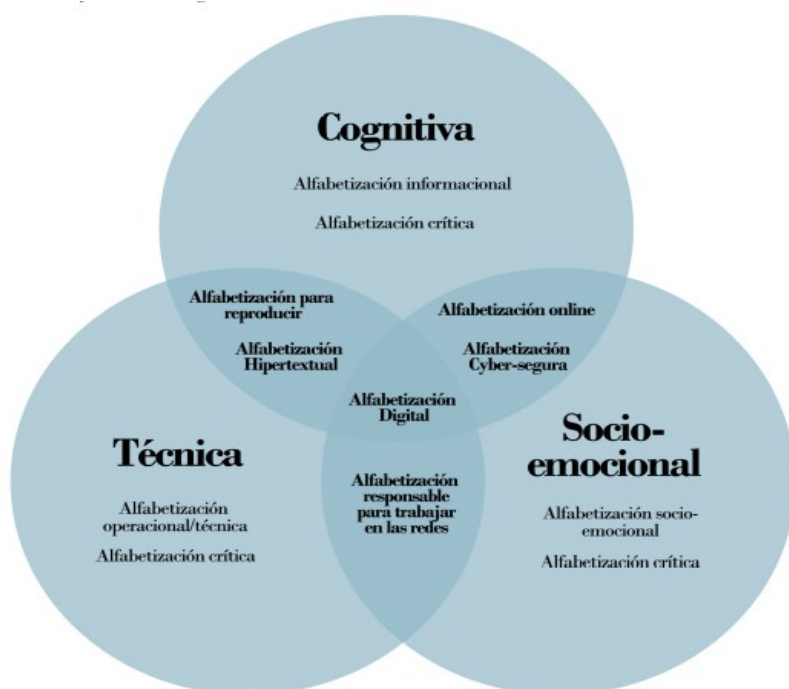 Cognitiva
Alfabetización informacional
Alfabetización crítica
Alfabetización para
reproducir
Alfabetización
Hipertextual
Alfabetización online
Alfabetización
Cyber-segura
Alfabetización
Digital
Técnica
Alfabetización
operacional/técnica
Alfabetización crítica
Alfabetización
responsable
para trabajar
en las redes
Socio-
emocional
Alfabetización socio-
emocional
Alfabetización crítica